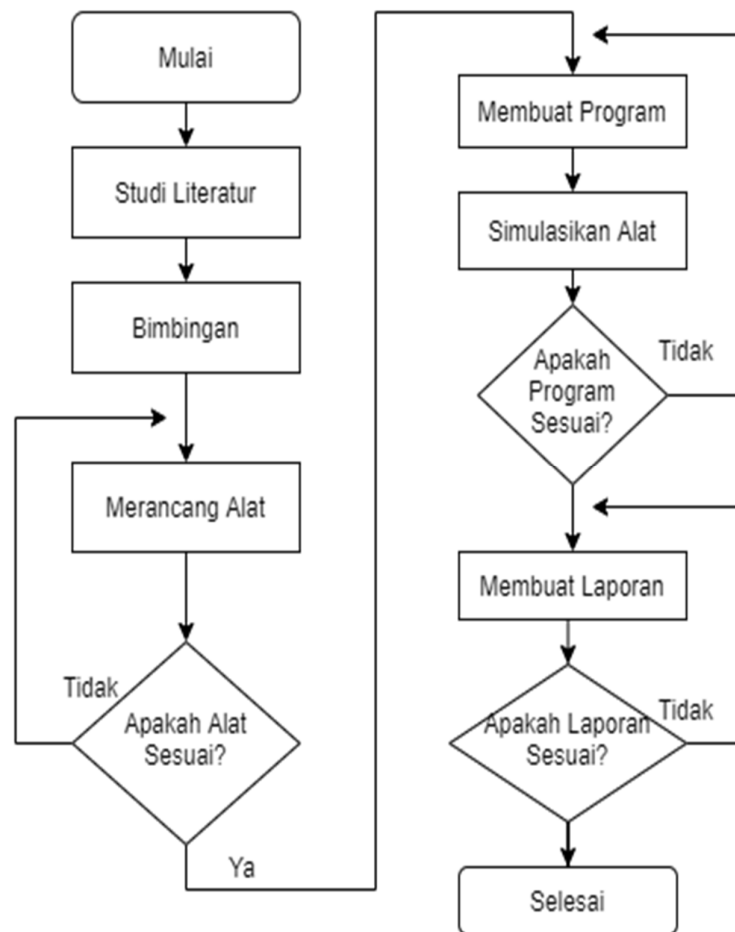 Mulai
Studi Literatur
Bimbingan
Merancang Alat
Tidak
Apakah Alat
Sesuai?
Ya
Membuat Program
Simulasikan Alat
Apakah
Program
Sesuai?
Tidak
Membuat Laporan
Apakah Laporan
Sesuai?
Tidak
Selesai